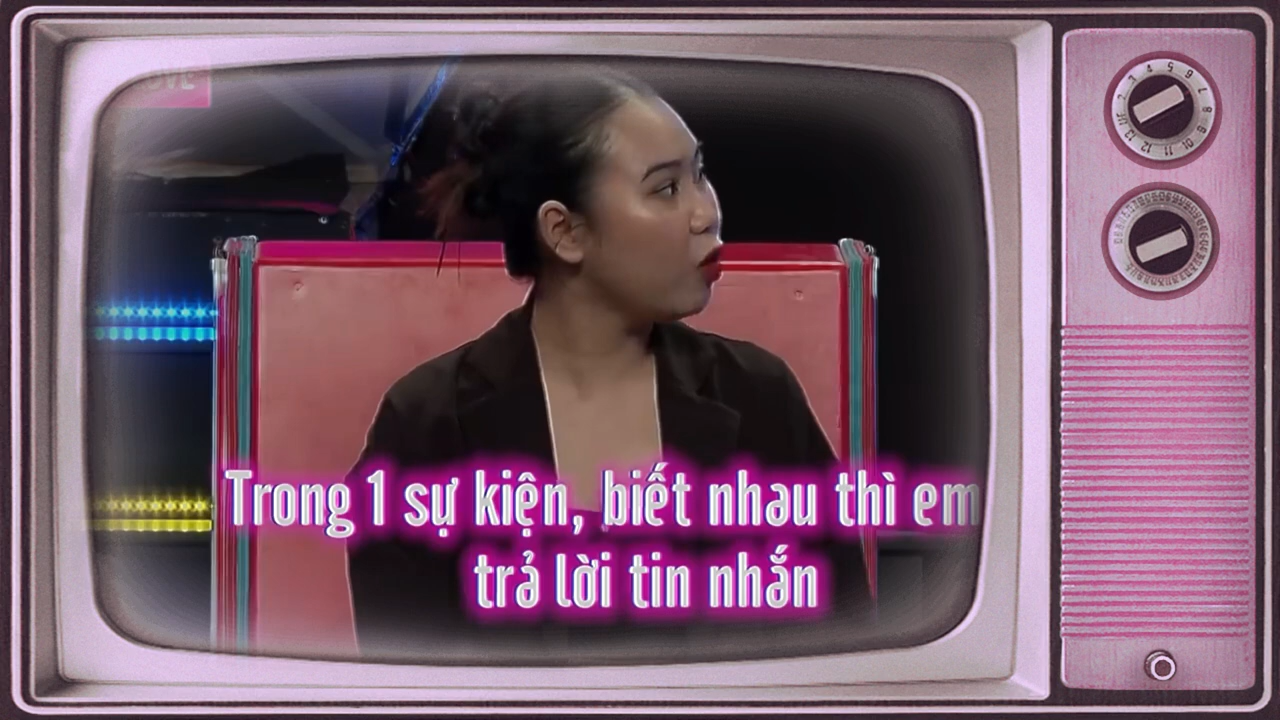 Trong 1 sự kiện, biết nhau thì em
trả lời tin nhắn